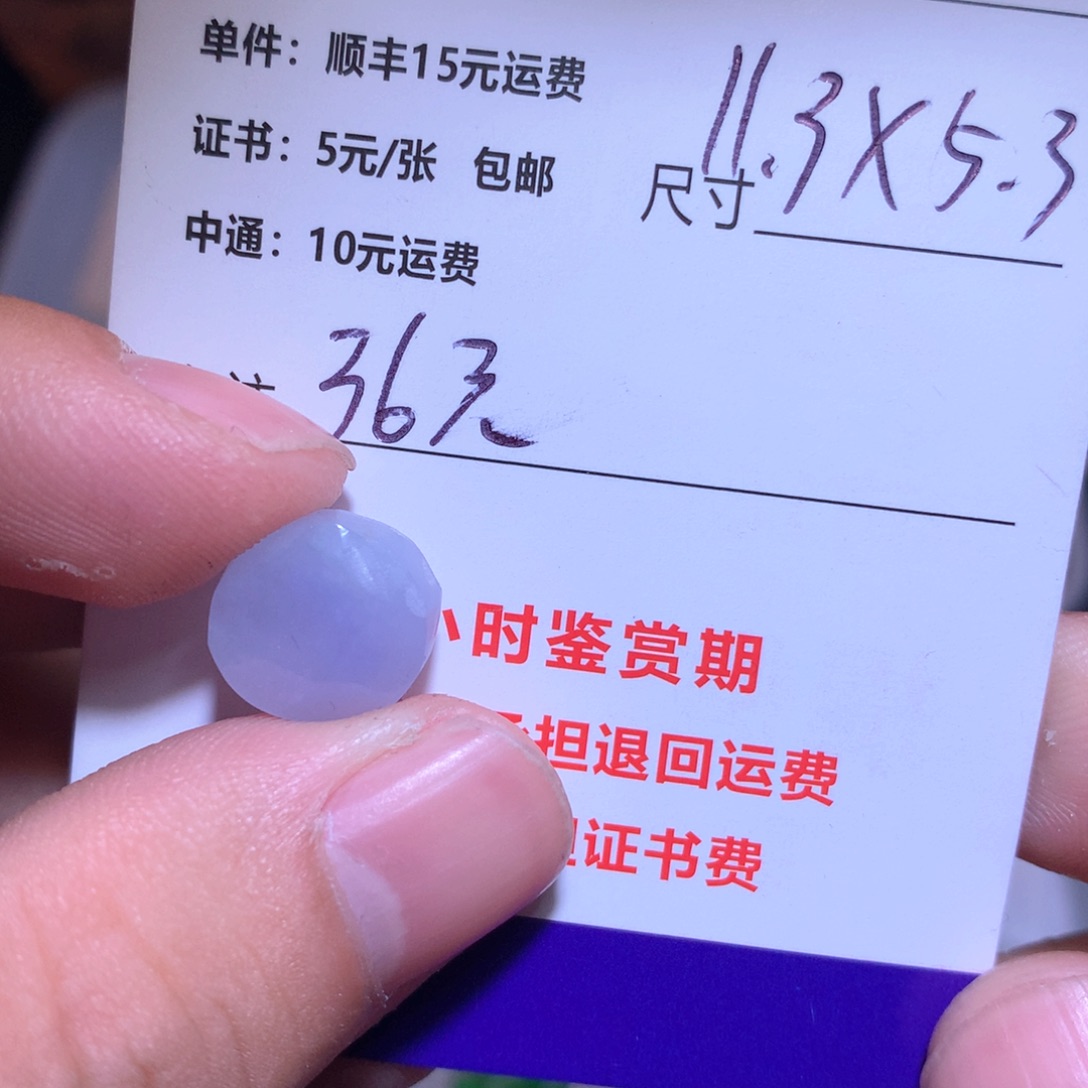 单件：顺丰15元运费
证书：5元/张 包邮
尺寸 11.3X5.3
中通：10元运费
36元
小时鉴赏期
担退回运费
证书费